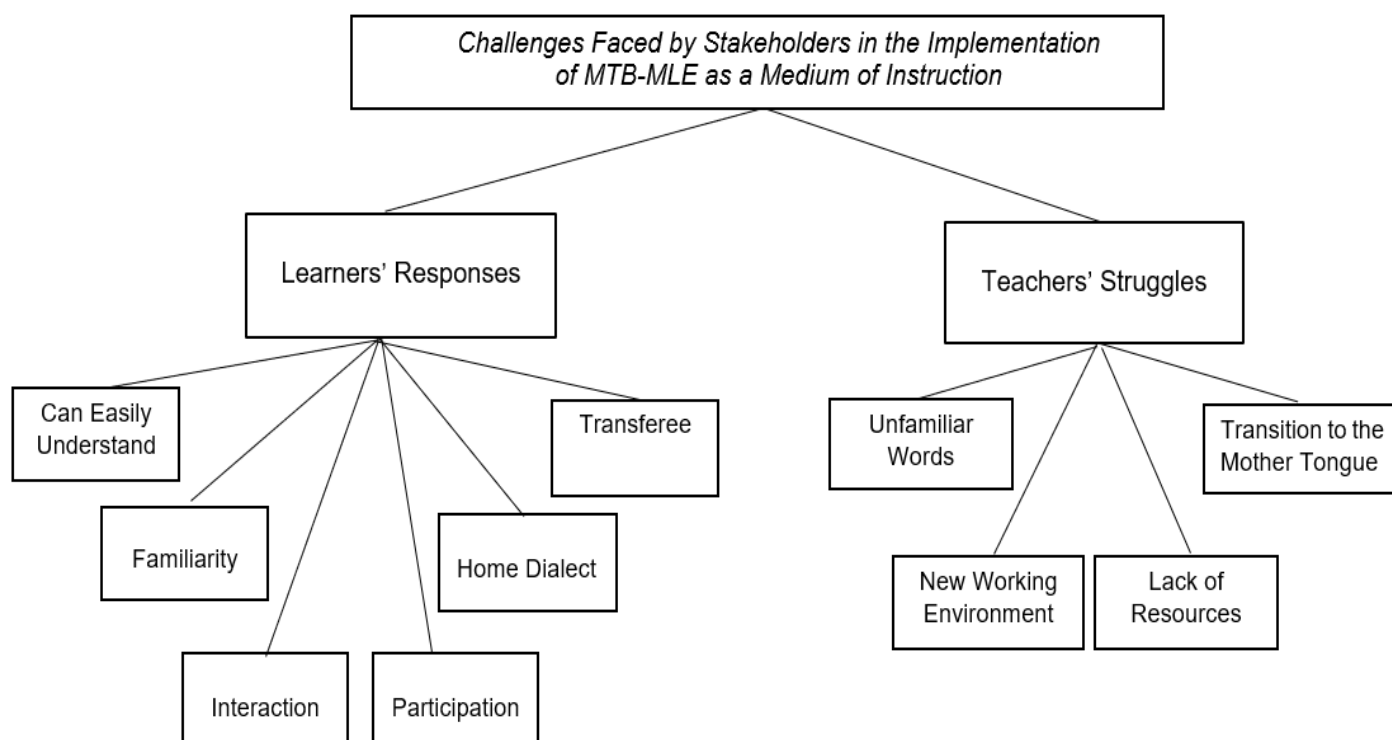 Challenges Faced by Stakeholders in the Implementation
of MTB-MLE as a Medium of Instruction
Learners’ Responses
Teachers’ Struggles
Can Easily
Understand
Familiarity
Interaction
Participation
Home Dialect
Transferee
Unfamiliar
Words
New Working
Environment
Lack of
Resources
Transition to the
Mother Tongue